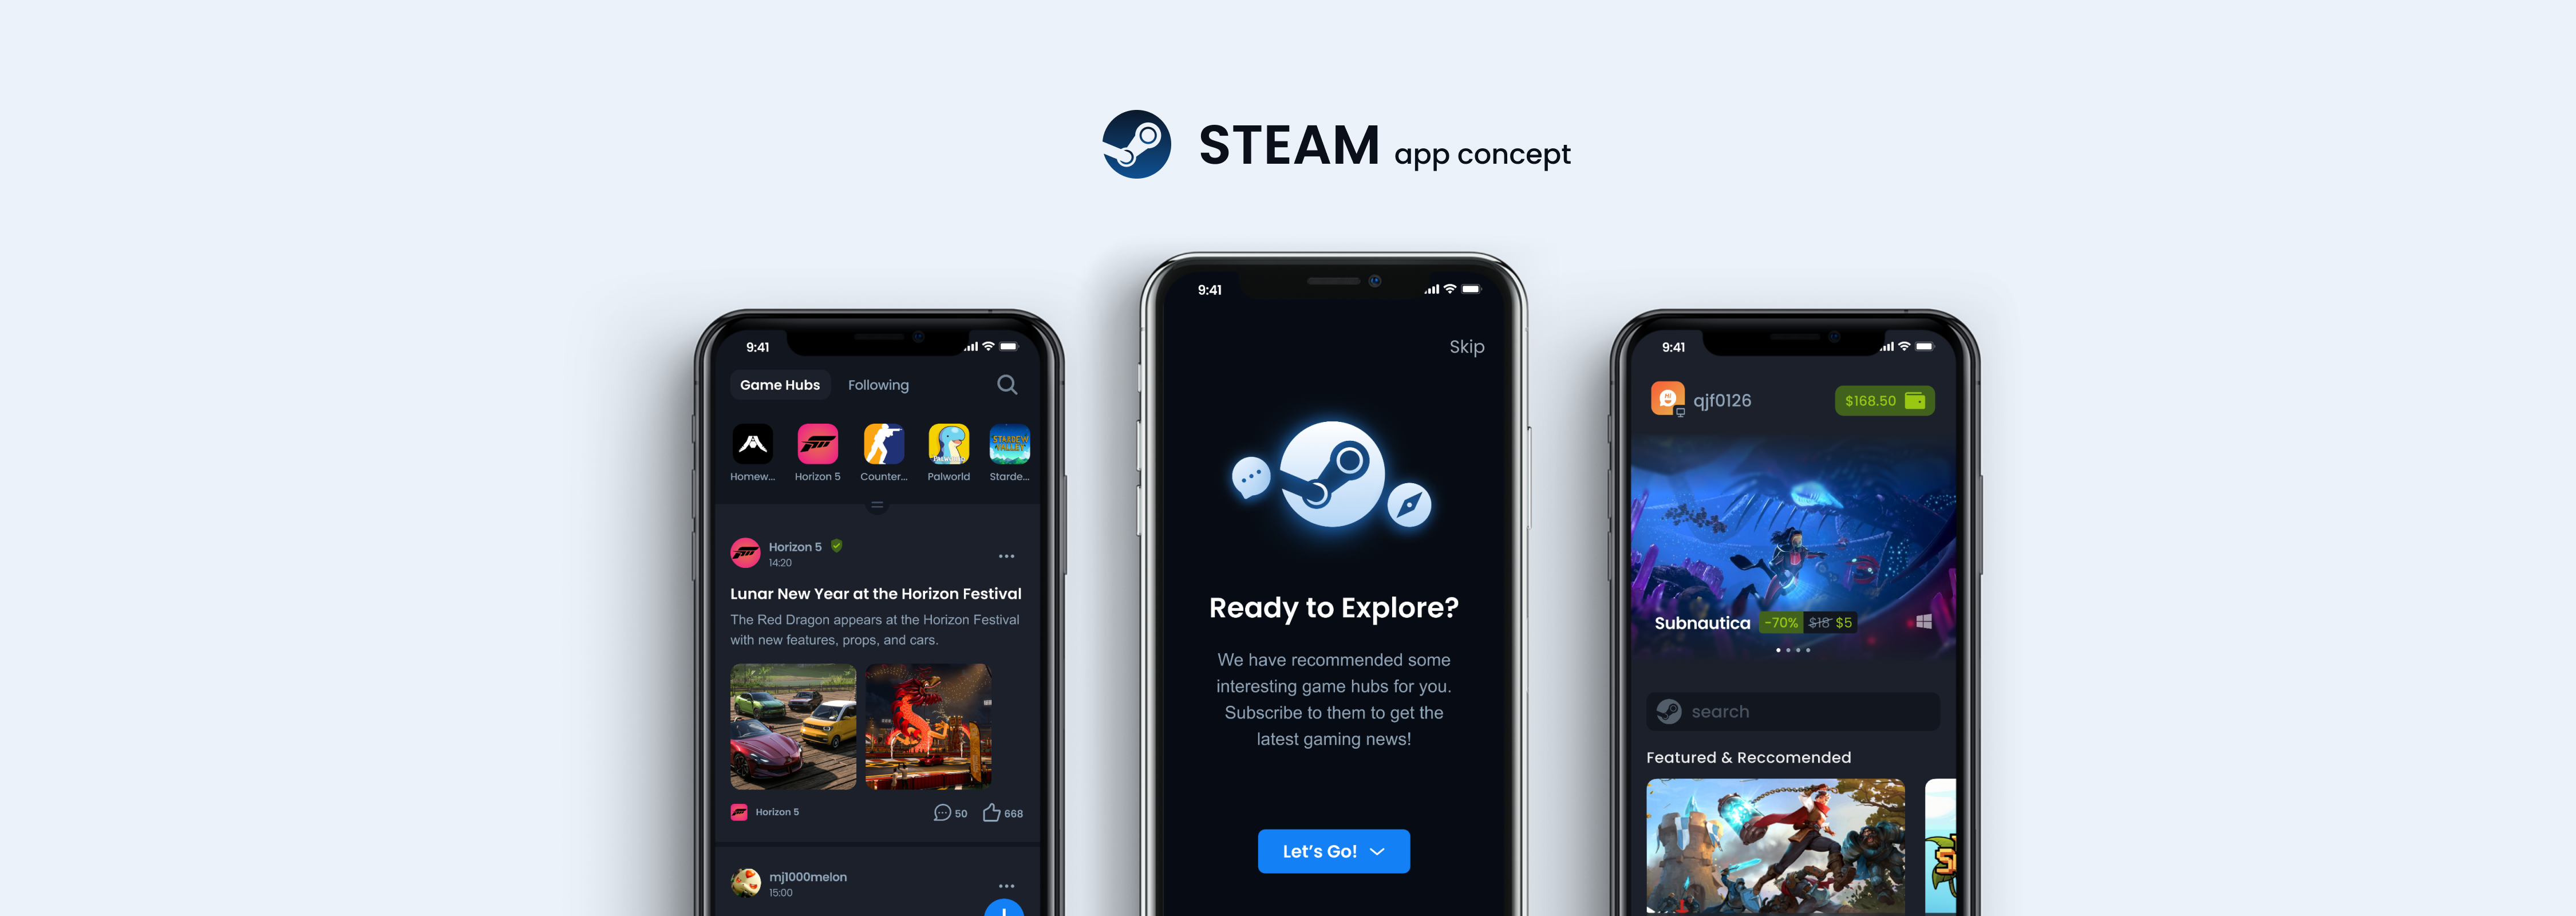 STEAM app concept
9:41
Game Hubs Following
Homew... Horizon 5 Counter... Palworld Starde...
STARDEW
VALLEY
PALWORLD
Horizon 5
14:20
Lunar New Year at the Horizon Festival
The Red Dragon appears at the Horizon Festival
with new features, props, and cars.
Horizon 5 50 668
mj1000melon
15:00
9:41
Skip
Ready to Explore?
We have recommended some
interesting game hubs for you.
Subscribe to them to get the
latest gaming news!
Let's Go!
9:41
qjf0126 $168.50
Subnautica -70% $18 $5
search
Featured & Reccomended